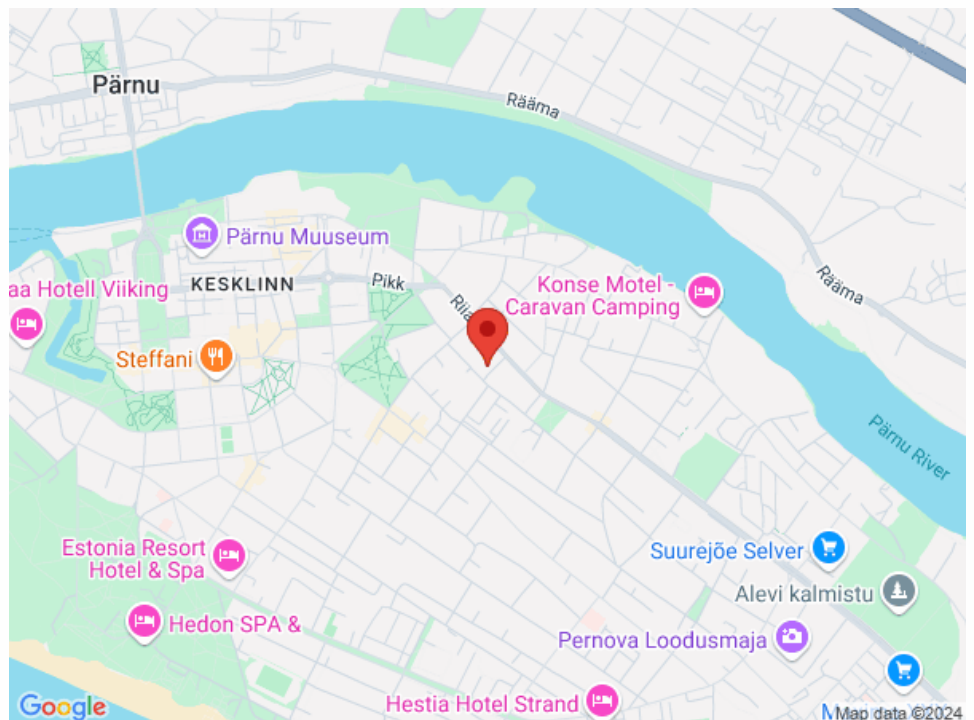 Pärnu
Rääma
Pärnu Muuseum
Rääma
KESKLINN
Pikk
aa Hotell Viiking
Konse Motel -
Caravan Camping
Steffani
Pärnu River
Estonia Resort
Hotel & Spa
Suurejõe Selver
Alevi kalmistu
Hedon SPA &
Pernova Loodusmaja
Hestia Hotel Strand
Google
Map data ©2024